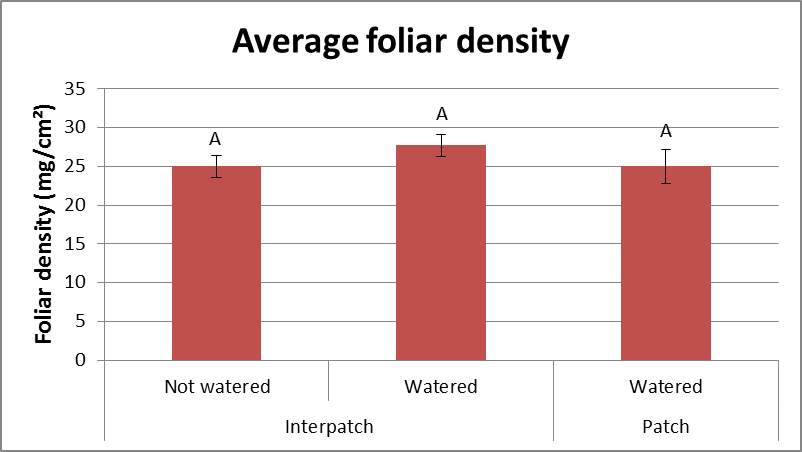 Average foliar density
Foliar density (mg/cm²)
35
30
25
20
15
10
5
0
A
A
A
Not watered
Watered
Watered
Interpatch
Patch